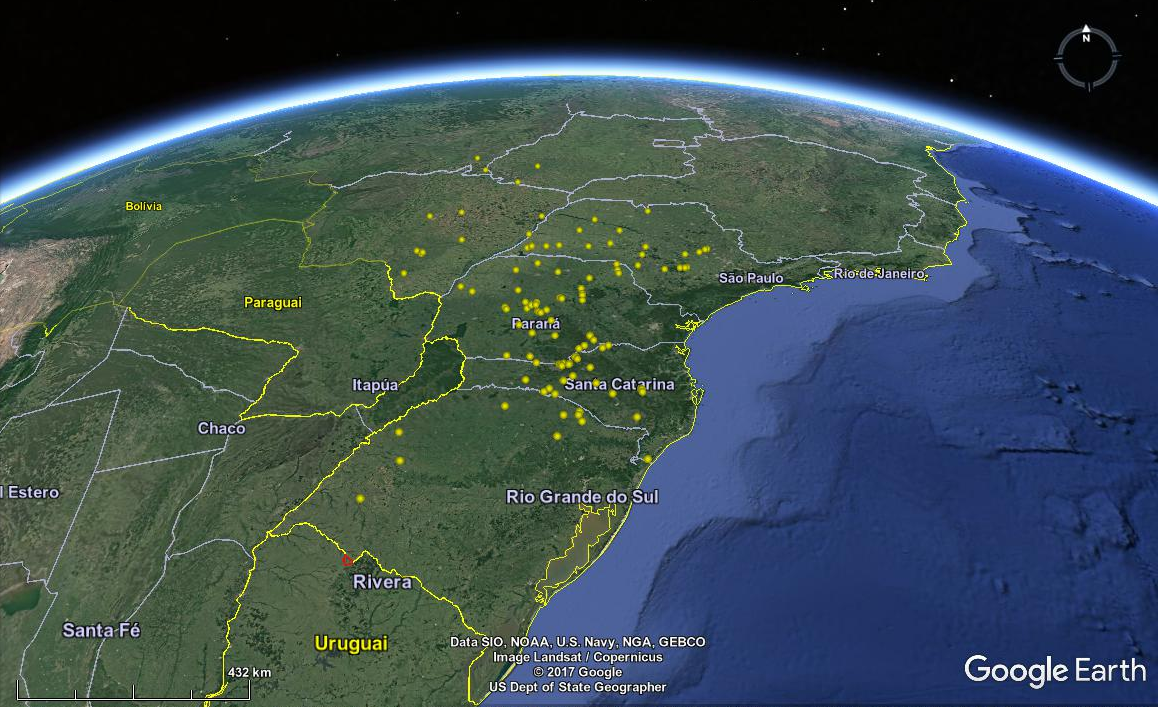 N
Bolívia
São Paulo
Rio de Janeiro
Paraguai
Paraná
Itapúa
Santa Catarina
Chaco
l Estero
Rio Grande do Sul
Rivera
Santa Fé
Uruguai
Data SIO, NOAA, U.S. Navy, NGA, GEBCO
Image Landsat / Copernicus
© 2017 Google
US Dept of State Geographer
432 km
Google Earth